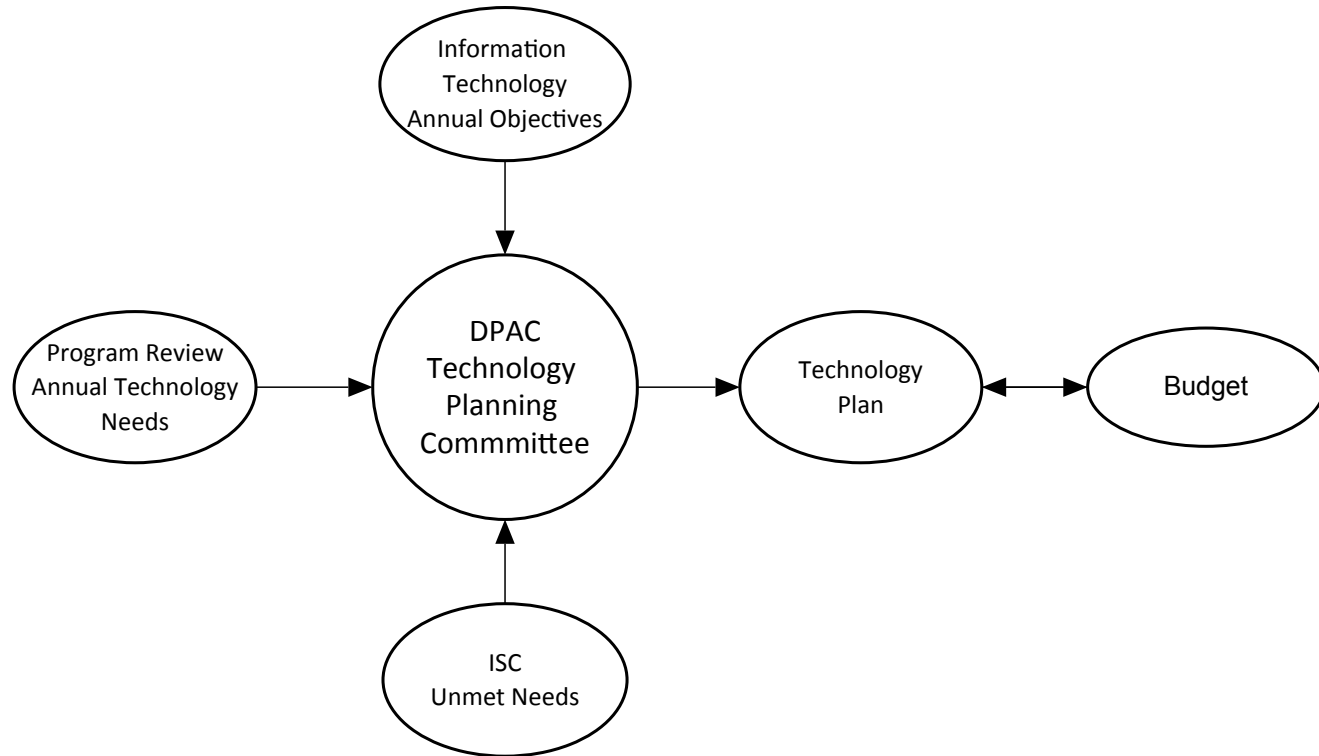 Information
Technology
Annual Objectives
Program Review
Annual Technology
Needs
DPAC
Technology
Planning
Commmittee
Technology
Plan
Budget
ISC
Unmet Needs